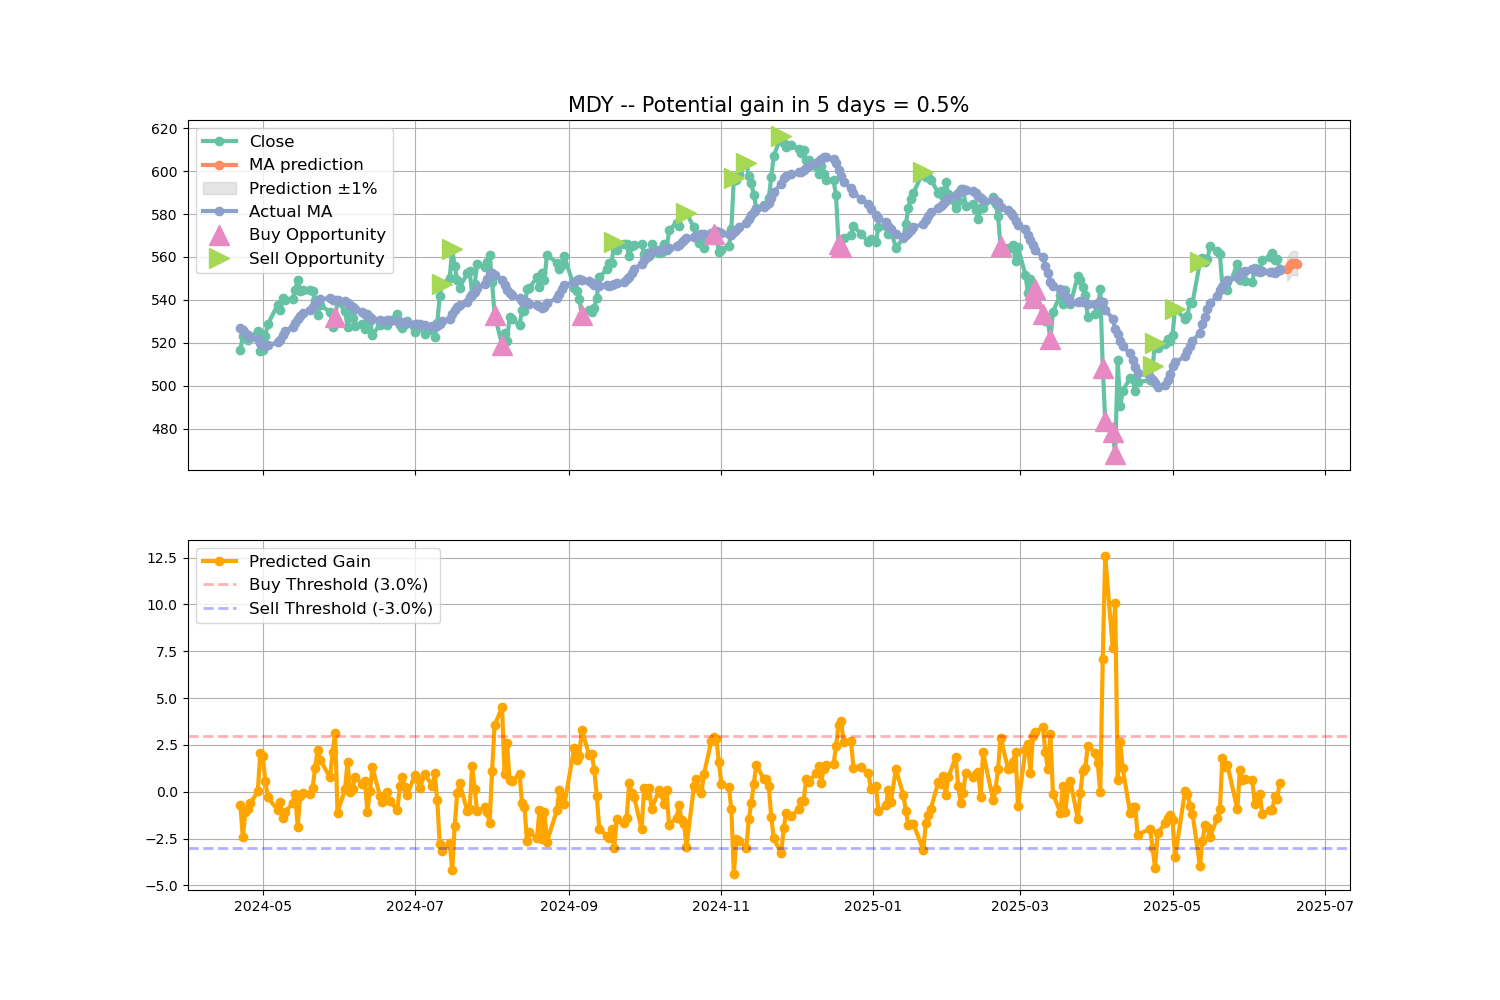 MDY -- Potential gain in 5 days = 0.5%
620
600
580
560
540
520
500
480
Close
MA prediction
Prediction ±1%
Actual MA
Buy Opportunity
Sell Opportunity
12.5
10.0
7.5
5.0
2.5
0.0
−2.5
−5.0
Predicted Gain
Buy Threshold (3.0%)
Sell Threshold (-3.0%)
2024-05
2024-07
2024-09
2024-11
2025-01
2025-03
2025-05
2025-07